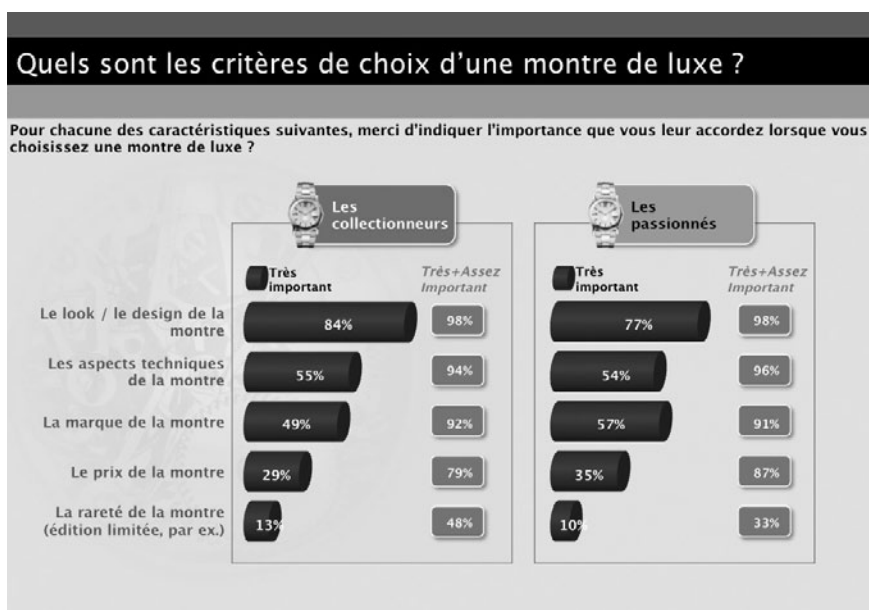 Quels sont les critères de choix d’une montre de luxe ?
Pour chacune des caractéristiques suivantes, merci d’indiquer l’importance que vous leur accordez lorsque vous
choisissez une montre de luxe ?
Les
collectionneurs
Les
passionnés
Très
important
Très+Assez
Important
Très
important
Très+Assez
Important
Le look / le design de la
montre
84%
98%
77%
98%
Les aspects techniques
de la montre
55%
94%
54%
96%
La marque de la montre
49%
92%
57%
91%
Le prix de la montre
29%
79%
35%
87%
La rareté de la montre
(édition limitée, par ex.)
13%
48%
10%
33%